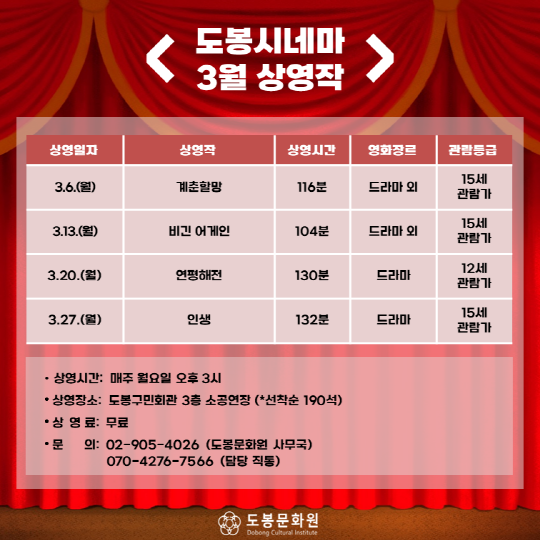 도봉시네마
3월 상영작
상영일자 상영작 상영시간 영화장르 관람등급
3.6.(월) 계춘할망 116분 드라마 외 15세 관람가
3.13.(월) 비긴 어게인 104분 드라마 외 15세 관람가
3.20.(월) 연평해전 130분 드라마 12세 관람가
3.27.(월) 인생 132분 드라마 15세 관람가
• 상영시간: 매주 월요일 오후 3시
• 상영장소: 도봉구민회관 3층 소공연장 (*선착순 190석)
• 상 영 료: 무료
• 문 의: 02-905-4026 (도봉문화원 사무국)
070-4276-7566 (담당 직통)
도봉문화원
Dobong Cultural Institute